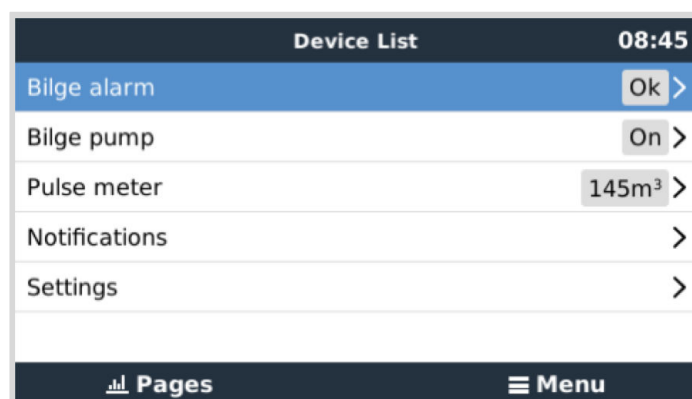 Device List 08:45
Bilge alarm Ok
Bilge pump On
Pulse meter 145m³
Notifications
Settings
Pages Menu